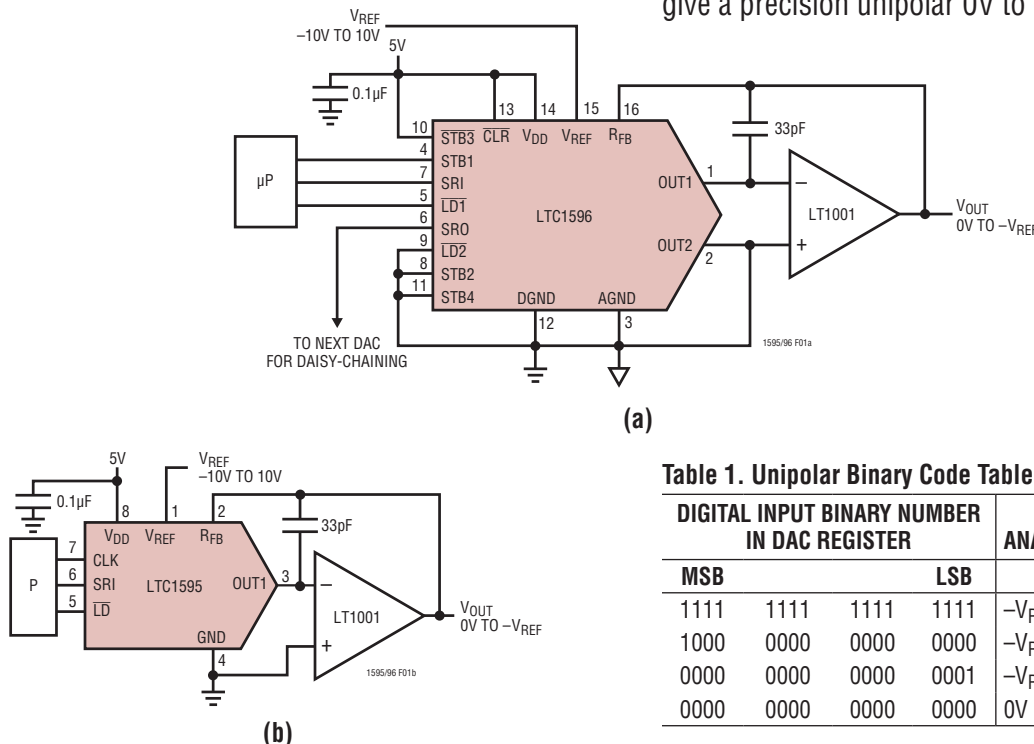 give a precision unipolar 0V to
VREF
–10V TO 10V
5V
0.1µF
13 14 15 16
10 STB3 CLR VDD VREF RFB
33pF
µP
4 STB1
7 SRI
5 LD1
6 SRO
9 LD2
8 STB2
11 STB4
LTC1596
OUT1 1
OUT2 2
LT1001
–
+
VOUT
0V TO –VREF
DGND AGND
12 3
TO NEXT DAC
FOR DAISY-CHAINING
1595/96 F01a
(a)
5V
VREF
–10V TO 10V
0.1µF
8 1 2
VDD VREF RFB
33pF
P
7 CLK
6 SRI
5 LD
LTC1595
OUT1 3
LT1001
–
+
VOUT
0V TO –VREF
GND
4
1595/96 F01b
(b)
Table 1. Unipolar Binary Code Table
DIGITAL INPUT BINARY NUMBER
IN DAC REGISTER
MSB LSB
1111 1111 1111 1111
1000 0000 0000 0000
0000 0000 0000 0001
0000 0000 0000 0000 0V